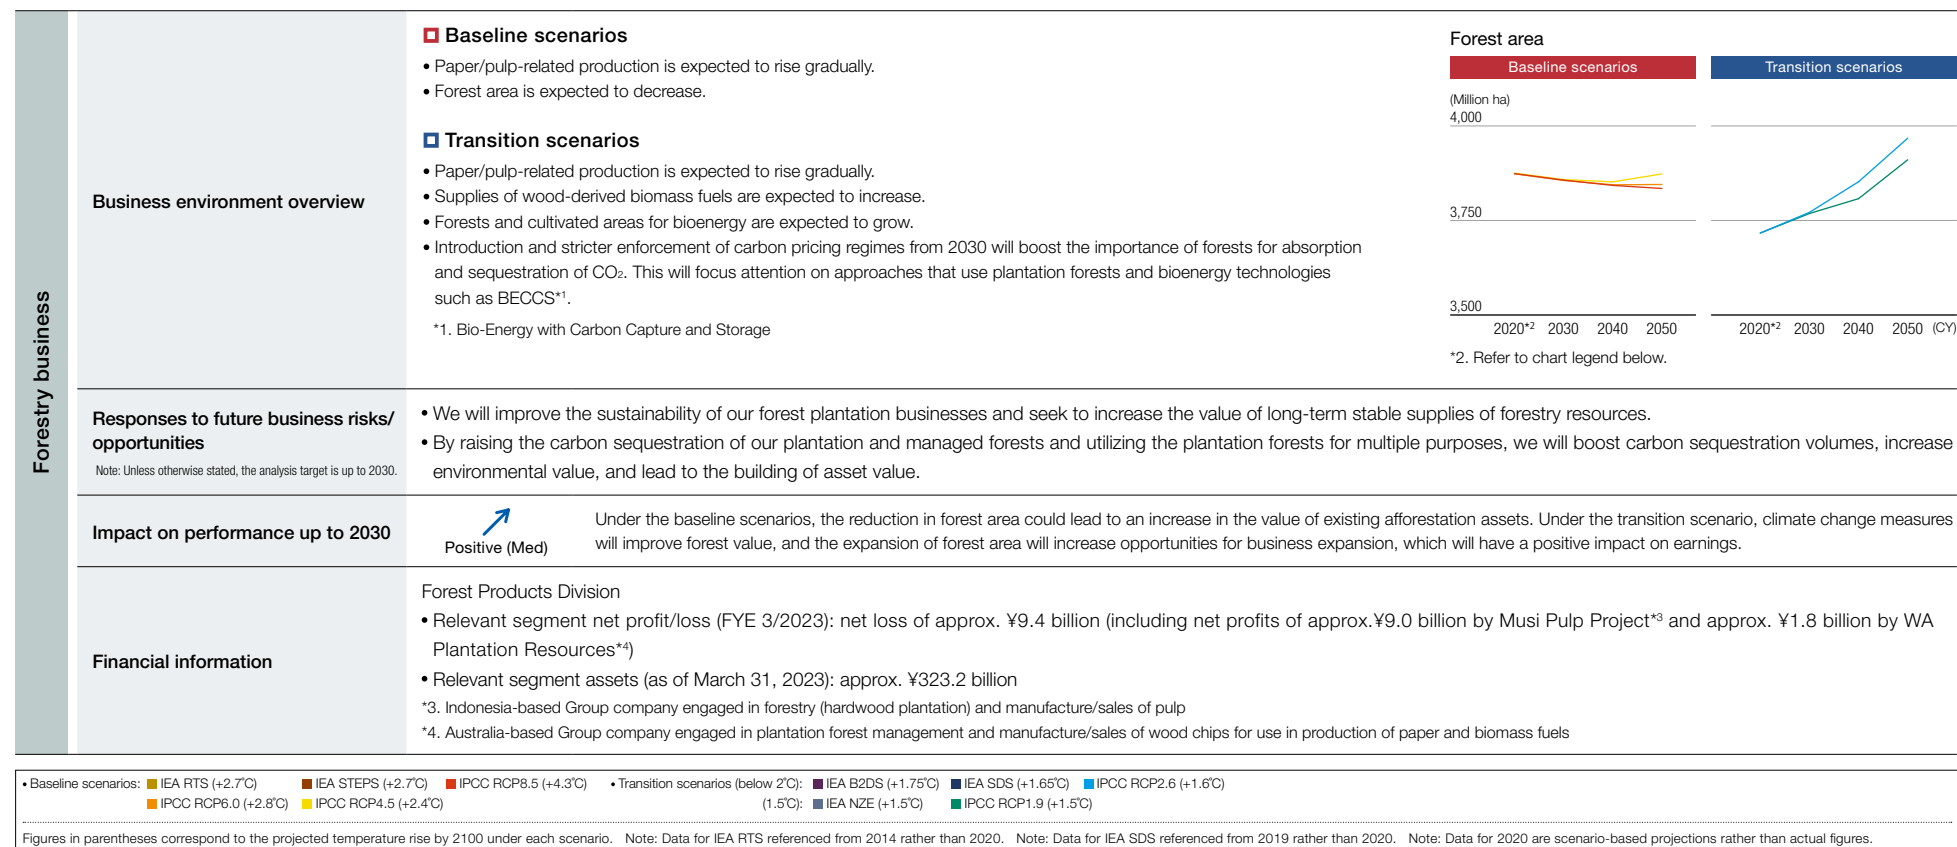 Forestry business
Business environment overview
Baseline scenarios
• Paper/pulp-related production is expected to rise gradually.
• Forest area is expected to decrease.
Transition scenarios
• Paper/pulp-related production is expected to rise gradually.
• Supplies of wood-derived biomass fuels are expected to increase.
• Forests and cultivated areas for bioenergy are expected to grow.
• Introduction and stricter enforcement of carbon pricing regimes from 2030 will boost the importance of forests for absorption
and sequestration of CO₂. This will focus attention on approaches that use plantation forests and bioenergy technologies
such as BECCS*1.
*1. Bio-Energy with Carbon Capture and Storage
Forest area
Baseline scenarios
Transition scenarios
(Million ha)
4,000
3,750
3,500
2020*2 2030 2040 2050
2020*2 2030 2040 2050 (CY)
*2. Refer to chart legend below.
Responses to future business risks/
opportunities
Note: Unless otherwise stated, the analysis target is up to 2030.
• We will improve the sustainability of our forest plantation businesses and seek to increase the value of long-term stable supplies of forestry resources.
• By raising the carbon sequestration of our plantation and managed forests and utilizing the plantation forests for multiple purposes, we will boost carbon sequestration volumes, increase
environmental value, and lead to the building of asset value.
Impact on performance up to 2030
Positive (Med)
Under the baseline scenarios, the reduction in forest area could lead to an increase in the value of existing afforestation assets. Under the transition scenario, climate change measures
will improve forest value, and the expansion of forest area will increase opportunities for business expansion, which will have a positive impact on earnings.
Financial information
Forest Products Division
• Relevant segment net profit/loss (FYE 3/2023): net loss of approx. ¥9.4 billion (including net profits of approx.¥9.0 billion by Musi Pulp Project*3 and approx. ¥1.8 billion by WA
Plantation Resources*4)
• Relevant segment assets (as of March 31, 2023): approx. ¥323.2 billion
*3. Indonesia-based Group company engaged in forestry (hardwood plantation) and manufacture/sales of pulp
*4. Australia-based Group company engaged in plantation forest management and manufacture/sales of wood chips for use in production of paper and biomass fuels
• Baseline scenarios: IEA RTS (+2.7℃) IEA STEPS (+2.7℃) IPCC RCP8.5 (+4.3℃) • Transition scenarios (below 2℃): IEA B2DS (+1.75℃) IEA SDS (+1.65℃) IPCC RCP2.6 (+1.6℃)
IPCC RCP6.0 (+2.8℃) IPCC RCP4.5 (+2.4℃) (1.5℃): IEA NZE (+1.5℃) IPCC RCP1.9 (+1.5℃)
Figures in parentheses correspond to the projected temperature rise by 2100 under each scenario. Note: Data for IEA RTS referenced from 2014 rather than 2020. Note: Data for IEA SDS referenced from 2019 rather than 2020. Note: Data for 2020 are scenario-based projections rather than actual figures.